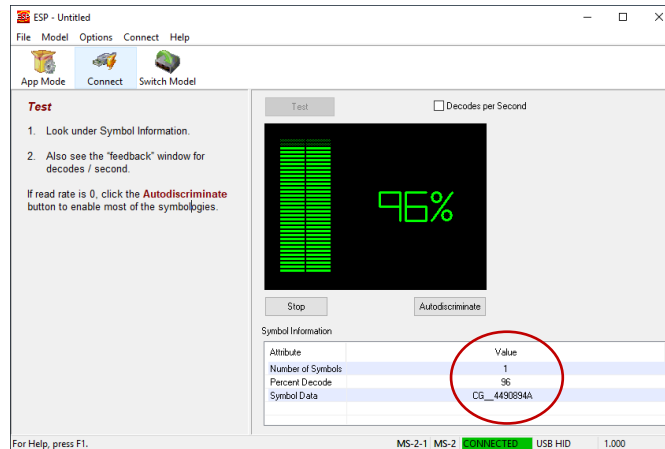 ESP - Untitled
File Model Options Connect Help
App Mode Connect Switch Model
Test
1. Look under Symbol Information.
2. Also see the “feedback” window for
decodes / second.
If read rate is 0, click the Autodiscriminate
button to enable most of the symbologies.
Test Decodes per Second
96%
Stop Autodiscriminate
Symbol Information
Attribute Value
Number of Symbols 1
Percent Decode 96
Symbol Data CG__4490894A
For Help, press F1. MS-2-1 MS-2 CONNECTED USB HID 1.000